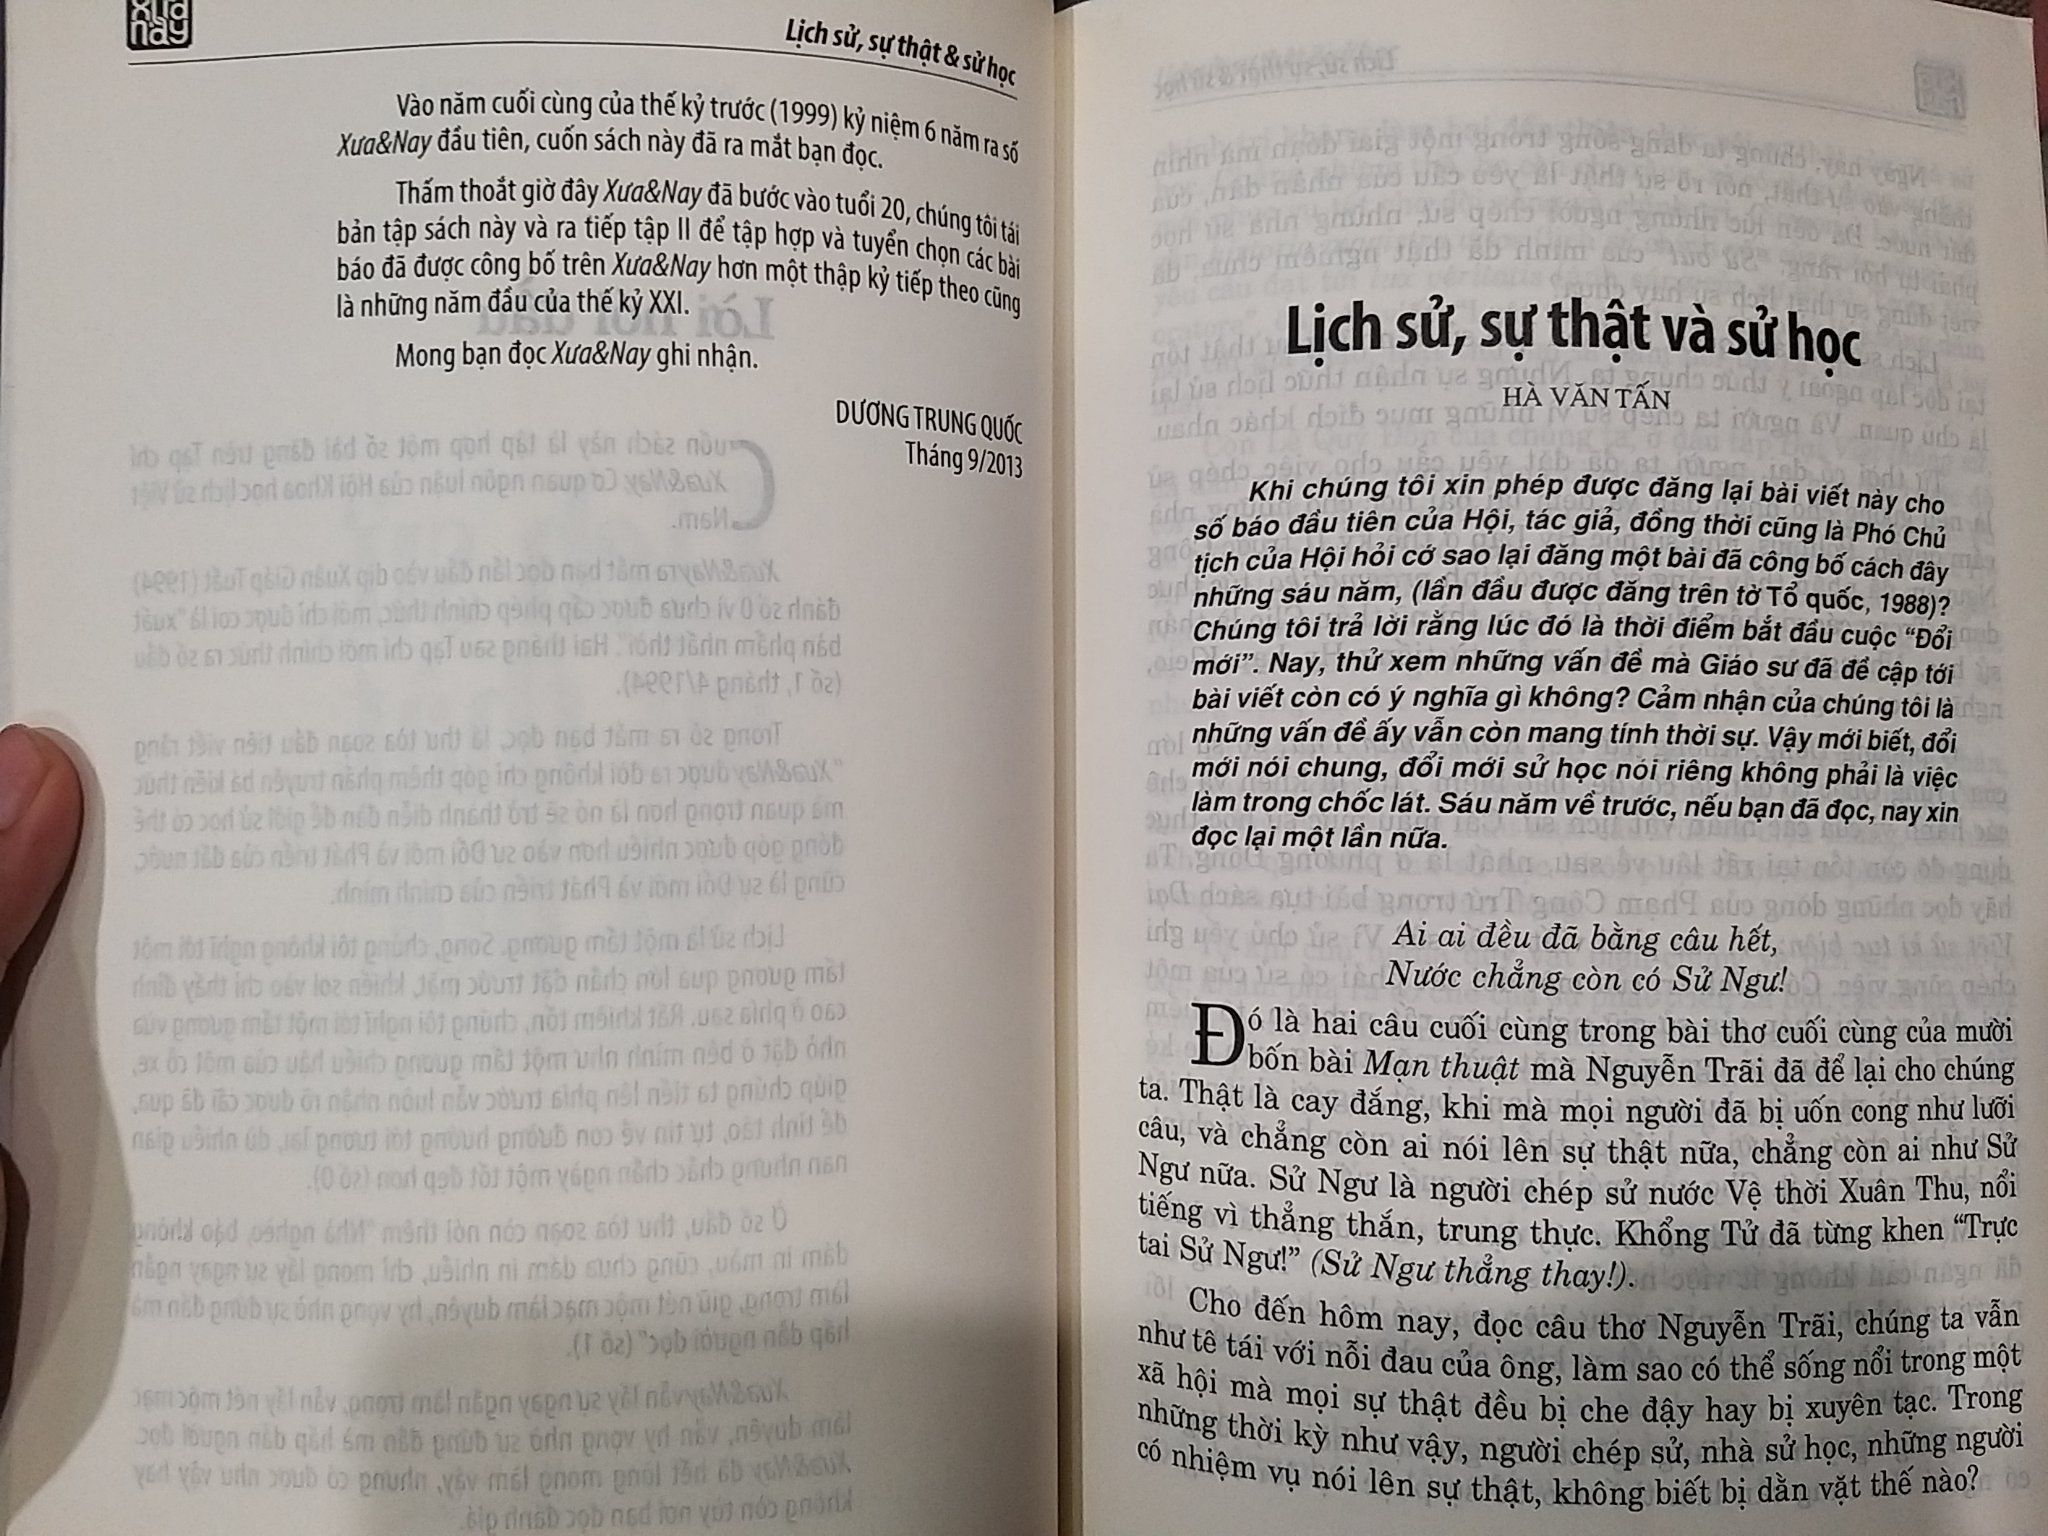 xưa
nay
Lịch sử, sự thật & sử học
Vào năm cuối cùng của thế kỷ trước (1999) kỷ niệm 6 năm ra số
Xưa&Nay đầu tiên, cuốn sách này đã ra mắt bạn đọc.
Thấm thoắt giờ đây Xưa&Nay đã bước vào tuổi 20, chúng tôi tái
bản tập sách này và ra tiếp tập II để tập hợp và tuyển chọn các bài
báo đã được công bố trên Xưa&Nay hơn một thập kỷ tiếp theo cũng
là những năm đầu của thế kỷ XXI.
Mong bạn đọc Xưa&Nay ghi nhận.
DƯƠNG TRUNG QUỐC
Tháng 9/2013
Lịch sử, sự thật và sử học
HÀ VĂN TẤN
Khi chúng tôi xin phép được đăng lại bài viết này cho
số báo đầu tiên của Hội, tác giả, đồng thời cũng là Phó Chủ
tịch của Hội hỏi cớ sao lại đăng một bài đã công bố cách đây
những sáu năm, (lần đầu được đăng trên tờ Tổ quốc, 1988)?
Chúng tôi trả lời rằng lúc đó là thời điểm bắt đầu cuộc “Đổi
mới”. Nay, thử xem những vấn đề mà Giáo sư đã đề cập tới
bài viết còn có ý nghĩa gì không? Cảm nhận của chúng tôi là
những vấn đề ấy vẫn còn mang tính thời sự. Vậy mới biết, đổi
mới nói chung, đổi mới sử học nói riêng không phải là việc
làm trong chốc lát. Sáu năm về trước, nếu bạn đã đọc, nay xin
đọc lại một lần nữa.
Ai ai đều đã bằng câu hết,
Nước chẳng còn có Sử Ngư!
Đó là hai câu cuối cùng trong bài thơ cuối cùng của mười
bốn bài Mạn thuật mà Nguyễn Trãi đã để lại cho chúng
ta. Thật là cay đắng, khi mà mọi người đã bị uốn cong như lưỡi
câu, và chẳng còn ai nói lên sự thật nữa, chẳng còn ai như Sử
Ngư nữa. Sử Ngư là người chép sử nước Vệ thời Xuân Thu, nổi
tiếng vì thẳng thắn, trung thực. Khổng Tử đã từng khen “Trực
tai Sử Ngư!” (Sử Ngư thẳng thay!).
Cho đến hôm nay, đọc câu thơ Nguyễn Trãi, chúng ta vẫn
như tê tái với nỗi đau của ông, làm sao có thể sống nổi trong một
xã hội mà mọi sự thật đều bị che đậy hay bị xuyên tạc. Trong
những thời kỳ như vậy, người chép sử, nhà sử học, những người
có nhiệm vụ nói lên sự thật, không biết bị dằn vặt thế nào?